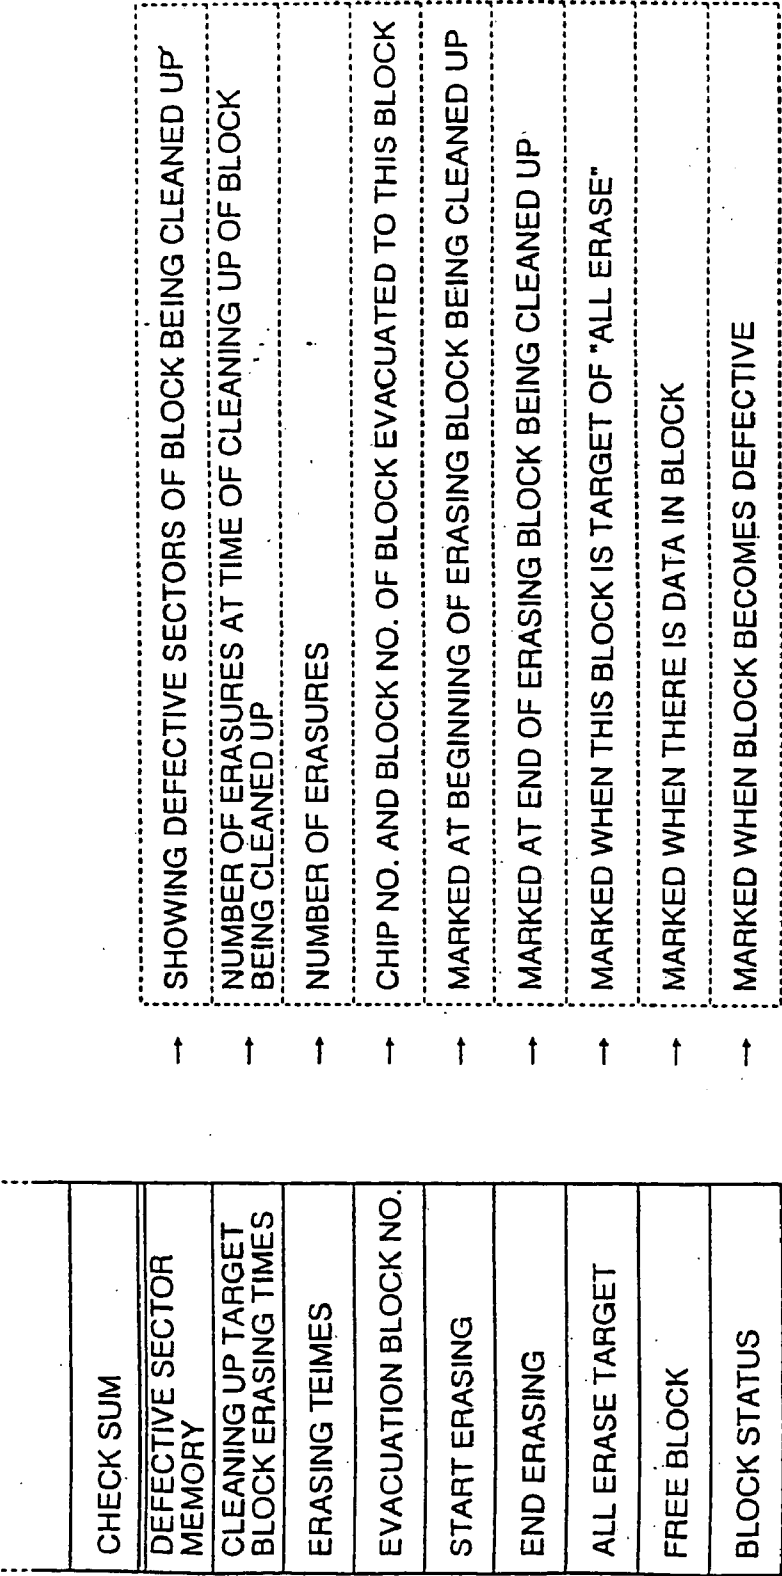 CHECK SUM
DEFECTIVE SECTOR
MEMORY
→ SHOWING DEFECTIVE SECTORS OF BLOCK BEING CLEANED UP
CLEANING UP TARGET
BLOCK ERASING TIMES
→ NUMBER OF ERASURES AT TIME OF CLEANING UP OF BLOCK
BEING CLEANED UP
ERASING TEIMES
→ NUMBER OF ERASURES
EVACUATION BLOCK NO.
→ CHIP NO. AND BLOCK NO. OF BLOCK EVACUATED TO THIS BLOCK
START ERASING
→ MARKED AT BEGINNING OF ERASING BLOCK BEING CLEANED UP
END ERASING
→ MARKED AT END OF ERASING BLOCK BEING CLEANED UP
ALL ERASE TARGET
→ MARKED WHEN THIS BLOCK IS TARGET OF "ALL ERASE"
FREE BLOCK
→ MARKED WHEN THERE IS DATA IN BLOCK
BLOCK STATUS
→ MARKED WHEN BLOCK BECOMES DEFECTIVE